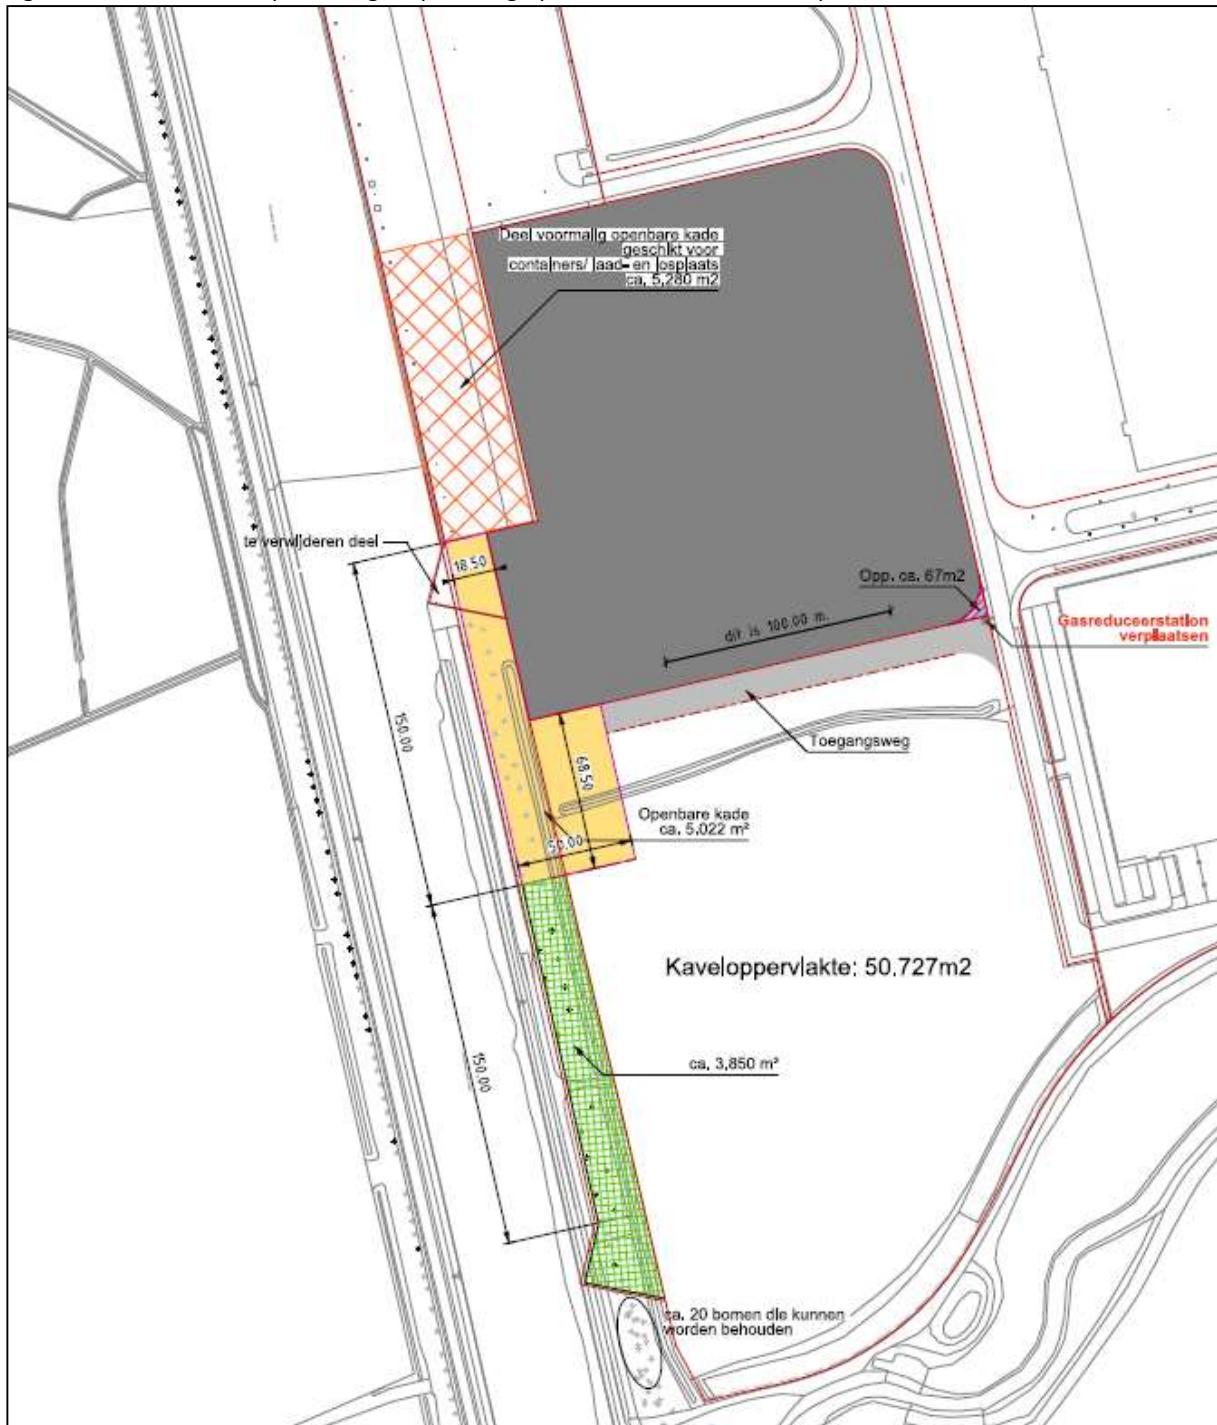 Deel voormalig openbare kade
geschikt voor
containers/ laad- en losplaats
ca. 5.280 m2
te verwijderen deel
18.50
Opp. ca. 67m2
dit is 100.00 m.
Gasreduceerstation
verplaatsen
150.00
68.50
Toegangsweg
Openbare kade
ca. 5.022 m²
50.00
Kaveloppervlakte: 50.727m2
150.00
ca. 3.850 m²
ca. 20 bomen die kunnen
worden behouden